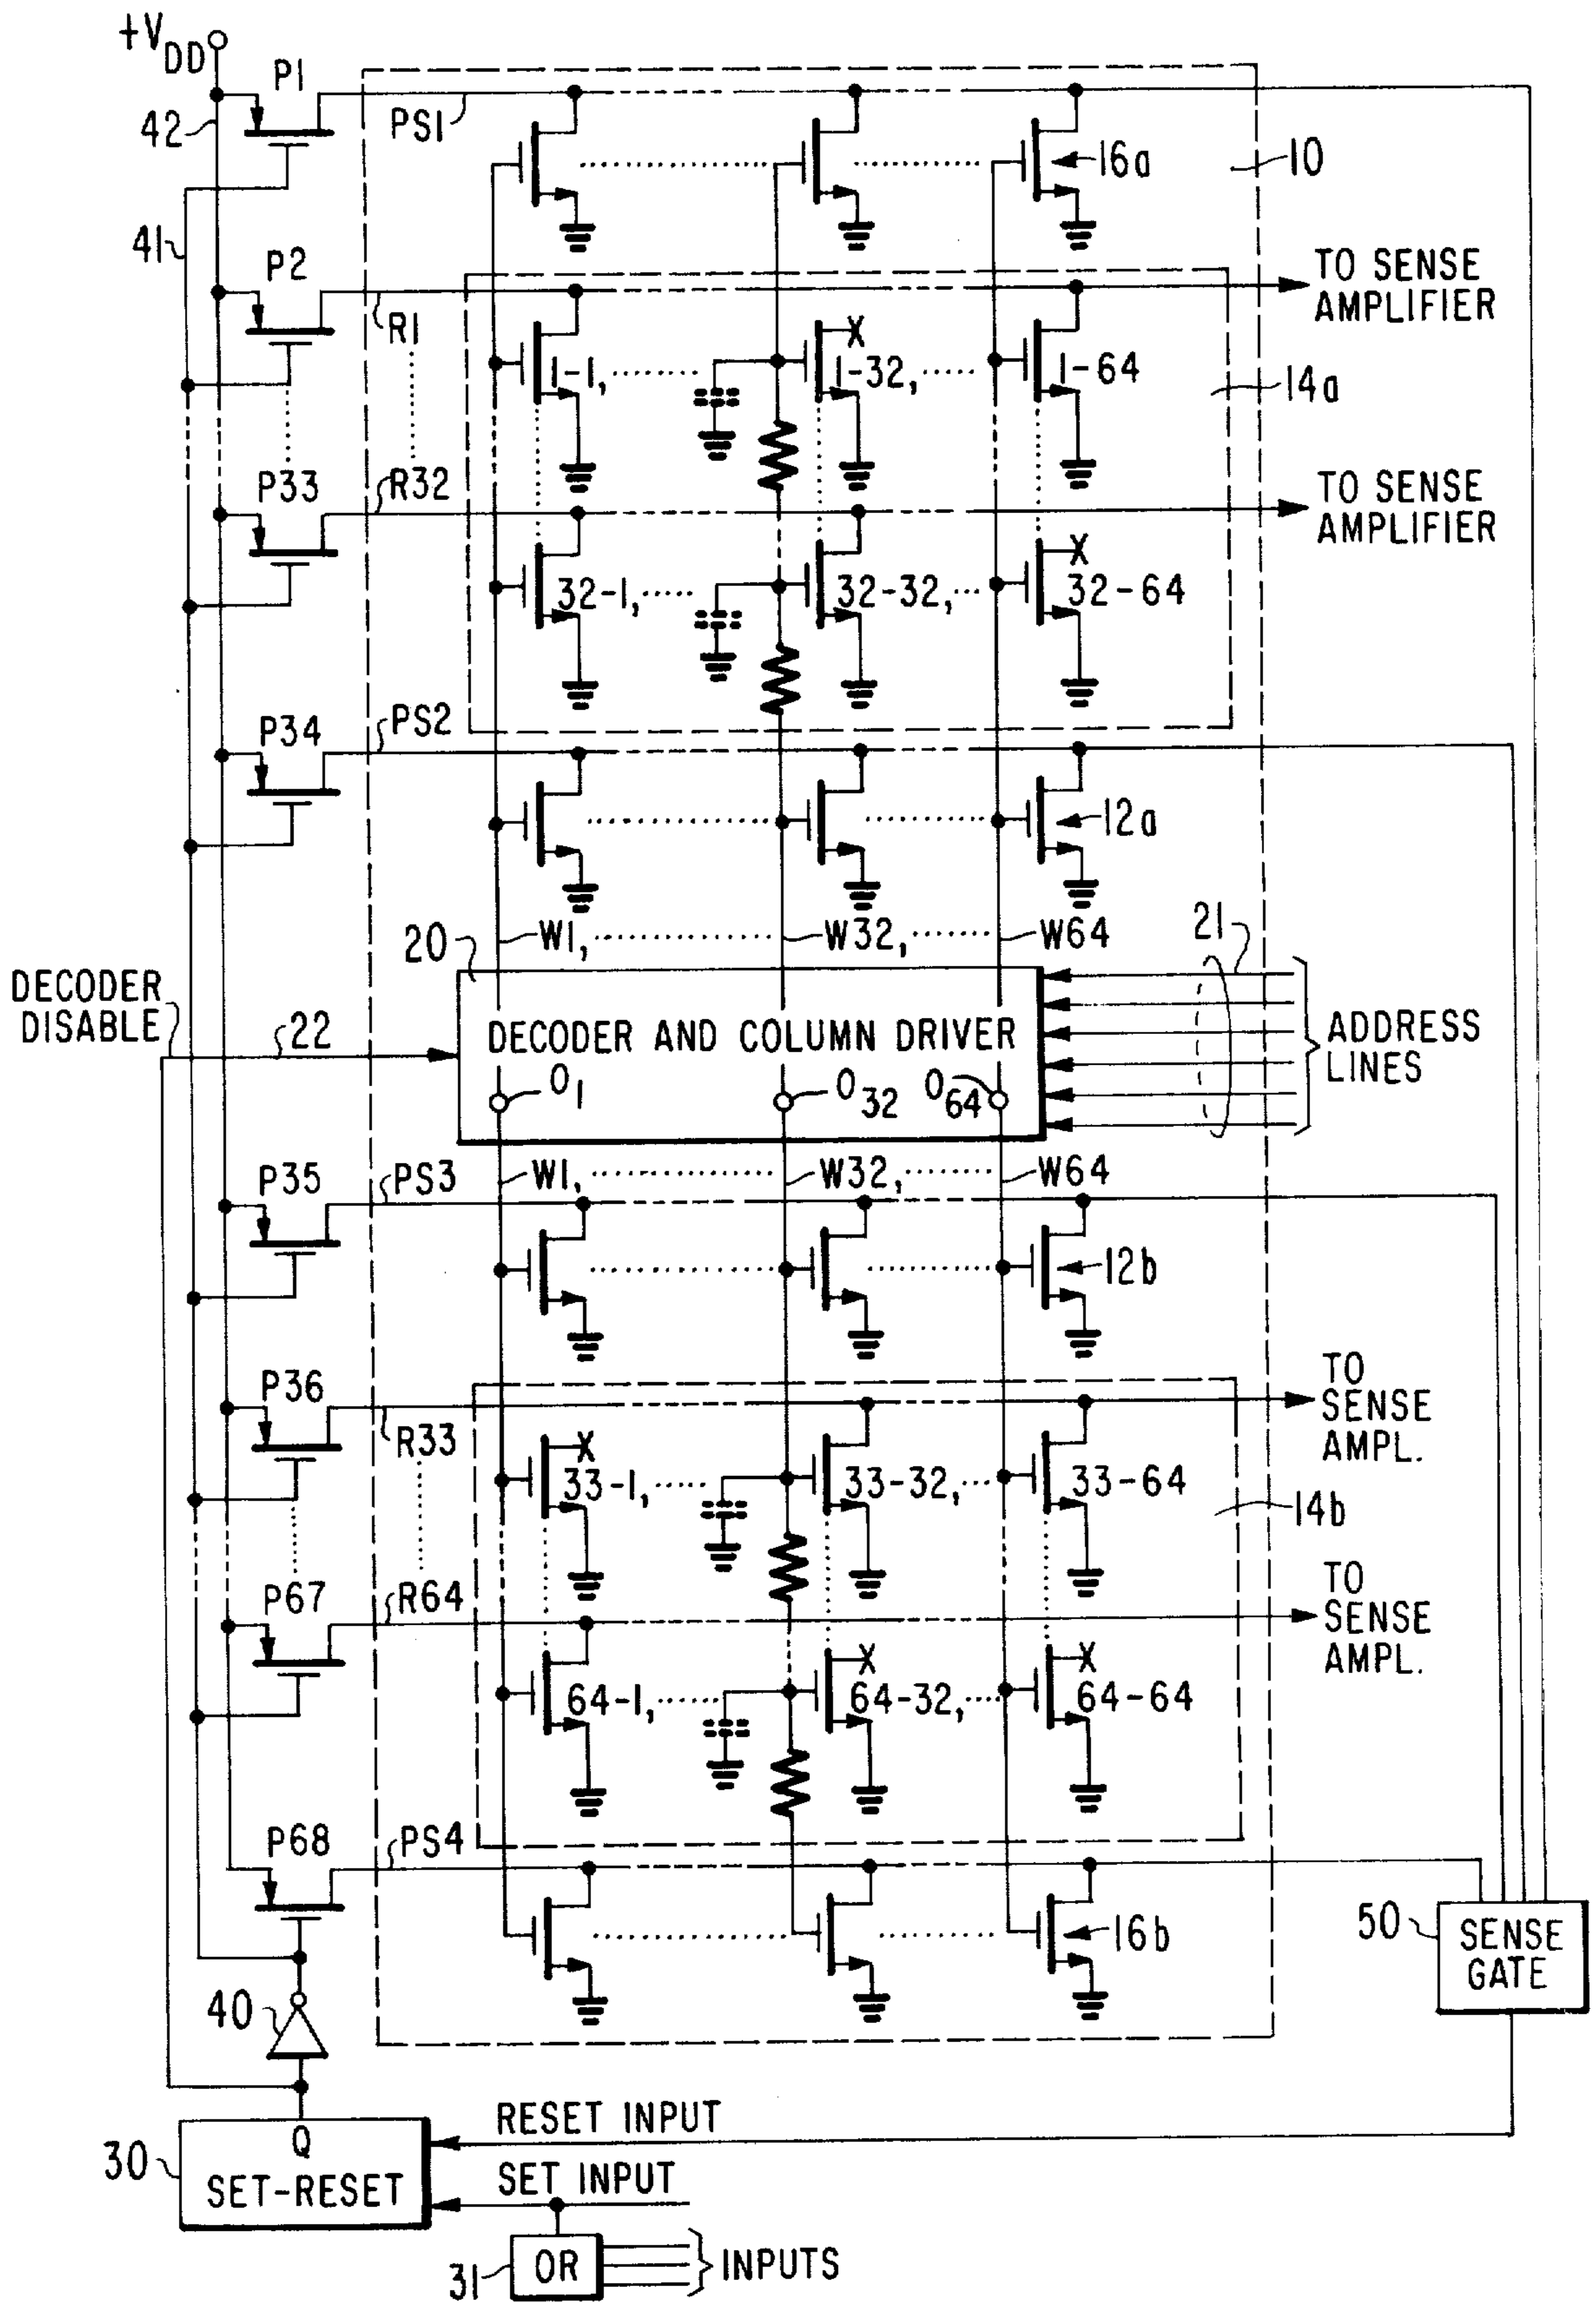 +VDD
P1
42
PS1
16a
10
41
P2
R1
TO SENSE
AMPLIFIER
1-1,
1-32,
1-64
14a
P33
R32
TO SENSE
AMPLIFIER
32-1,
32-32,
32-64
P34
PS2
12a
20
W1,
W32,
W64
21
DECODER
DISABLE
22
DECODER AND COLUMN DRIVER
ADDRESS
LINES
O1
O32
O64
W1,
W32,
W64
P35
PS3
12b
P36
R33
TO
SENSE
AMPL.
33-1,
33-32,
33-64
14b
P67
R64
TO
SENSE
AMPL.
64-1,
64-32,
64-64
P68
PS4
16b
50
SENSE
GATE
40
Q
RESET INPUT
30
SET-RESET
SET INPUT
31
OR
INPUTS